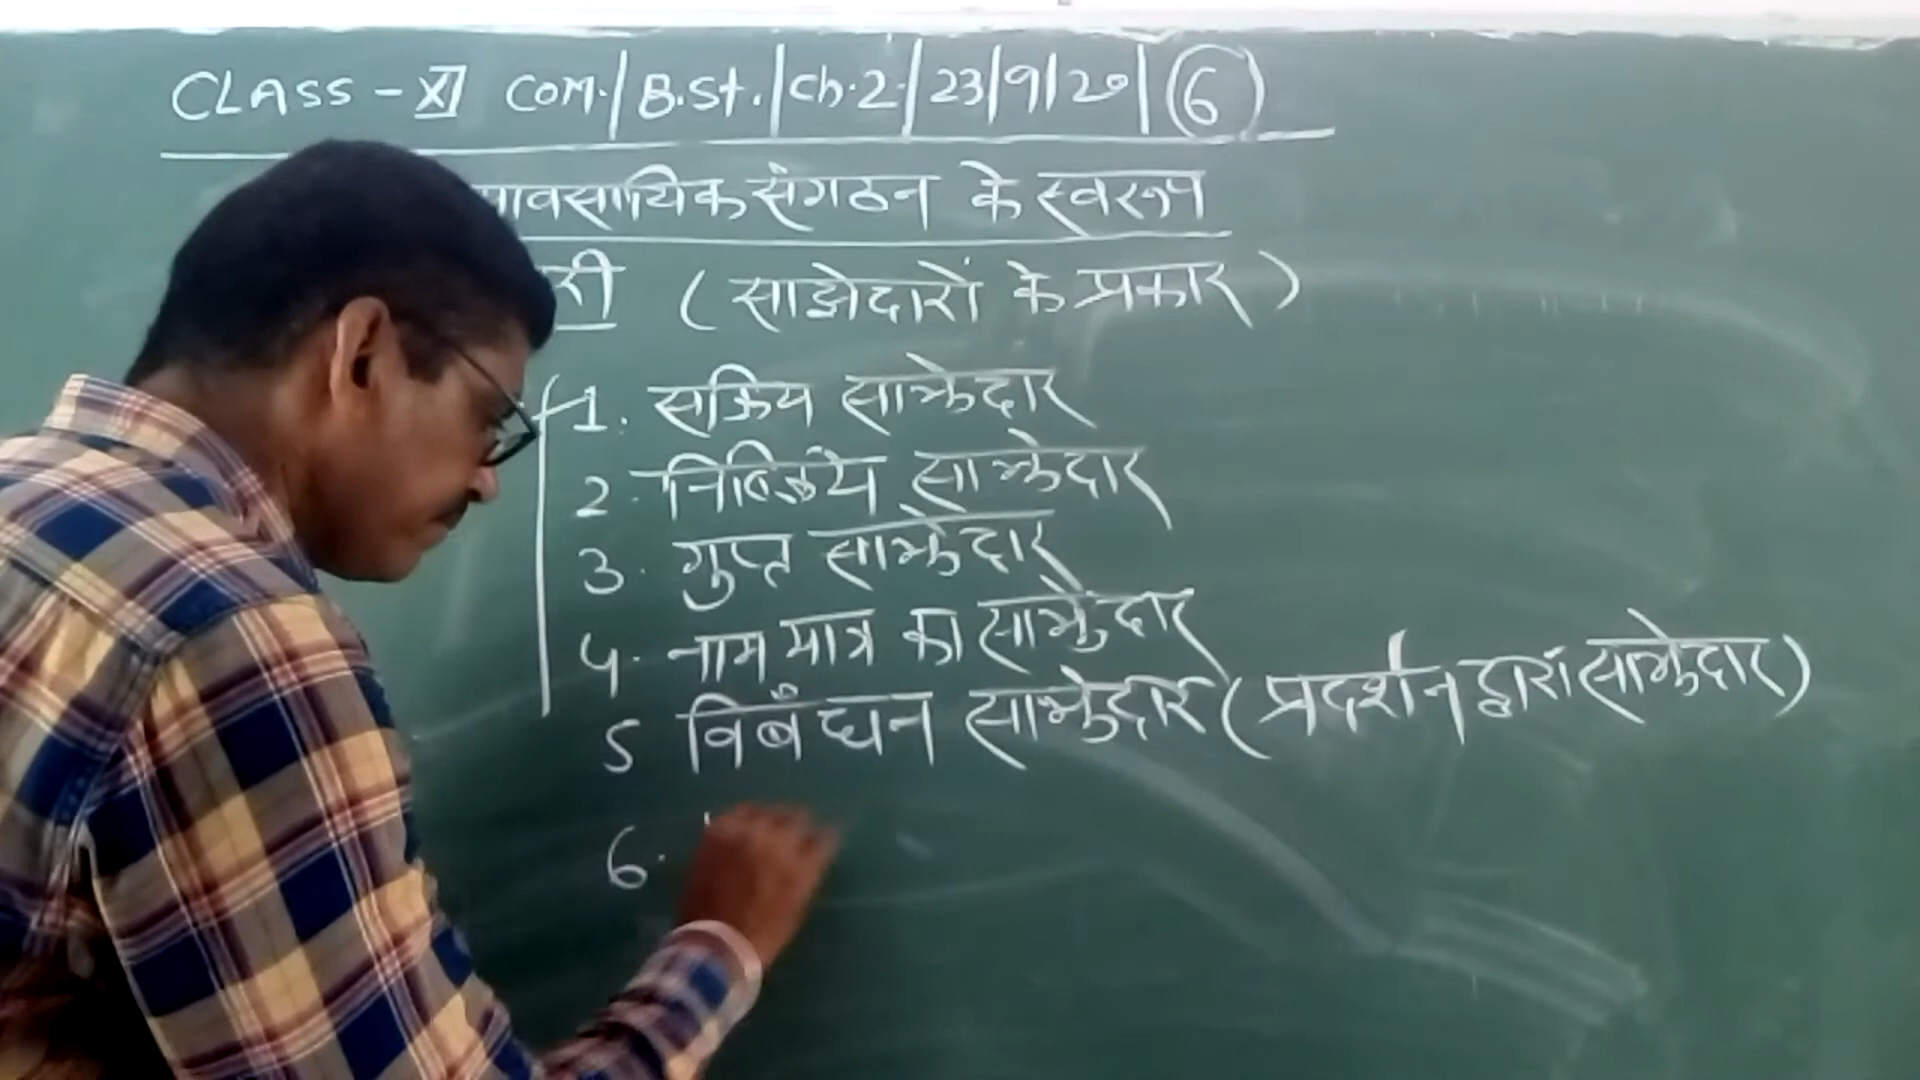 CLASS - XI COM. | B.St. | Ch.2 | 23/9/20 | 6
संगठन के स्वरूप
( साझेदारों के प्रकार )
1. सक्रिय साझेदार
2. निष्क्रिय साझेदार
3. गुप्त साझेदार
4. नाम मात्र का साझेदार
5 विबंधन साझेदार ( प्रदर्शन द्वारा साझेदार )
6.